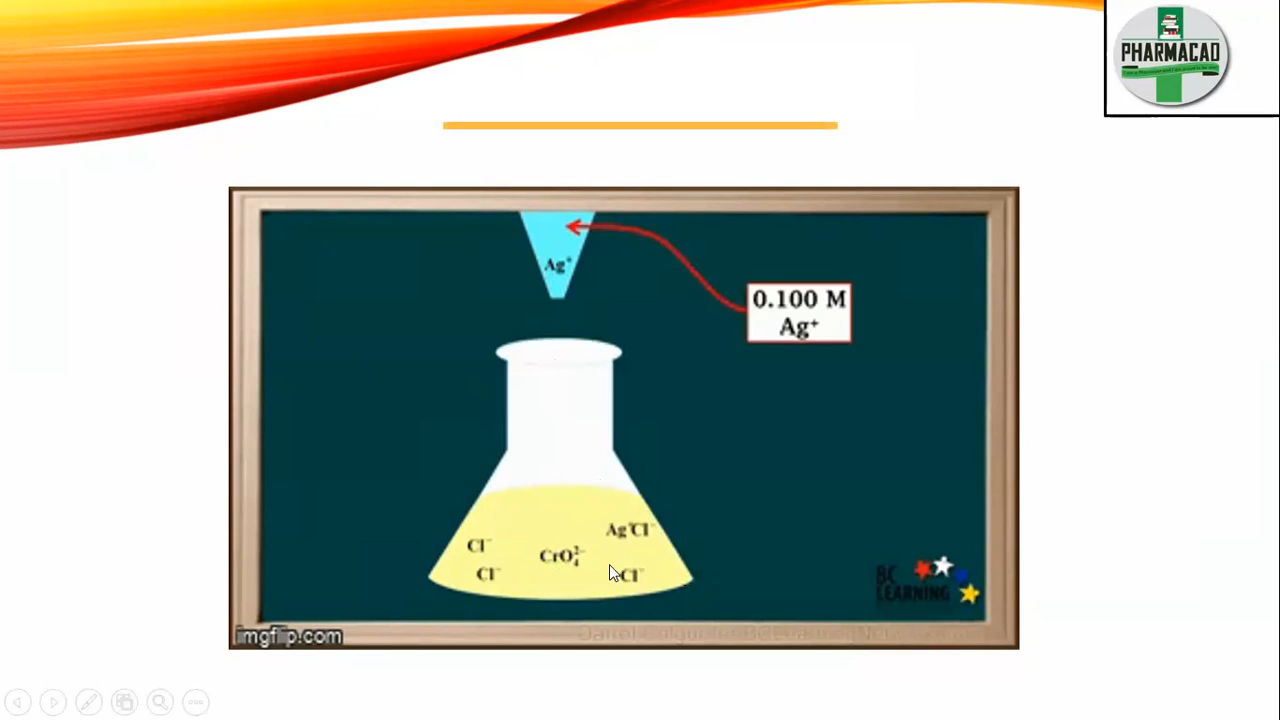 PHARMACAD
Ag⁺
0.100 M
Ag⁺
Ag⁺Cl⁻
Cl⁻
CrO₄²⁻
Cl⁻
Cl⁻
BC
LEARNING
imgflip.com